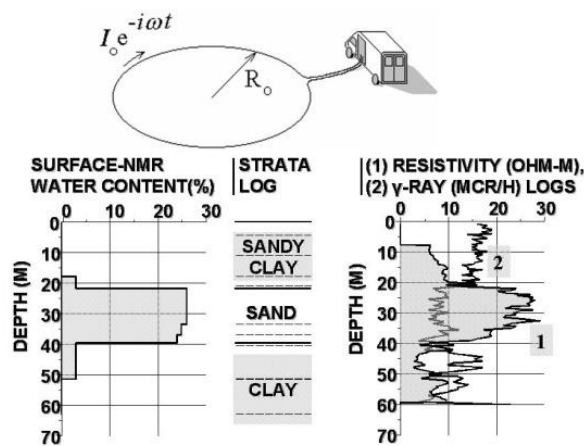 I₀ e^{-iωt}
R₀
SURFACE-NMR
WATER CONTENT(%)
0 10 20 30
DEPTH (M)
0
10
20
30
40
50
60
70
STRATA
LOG
SANDY
CLAY
SAND
CLAY
(1) RESISTIVITY (OHM-M),
(2) γ-RAY (MCR/H) LOGS
0 10 20 30
DEPTH (M)
0
10
20
30
40
50
60
70
2
1